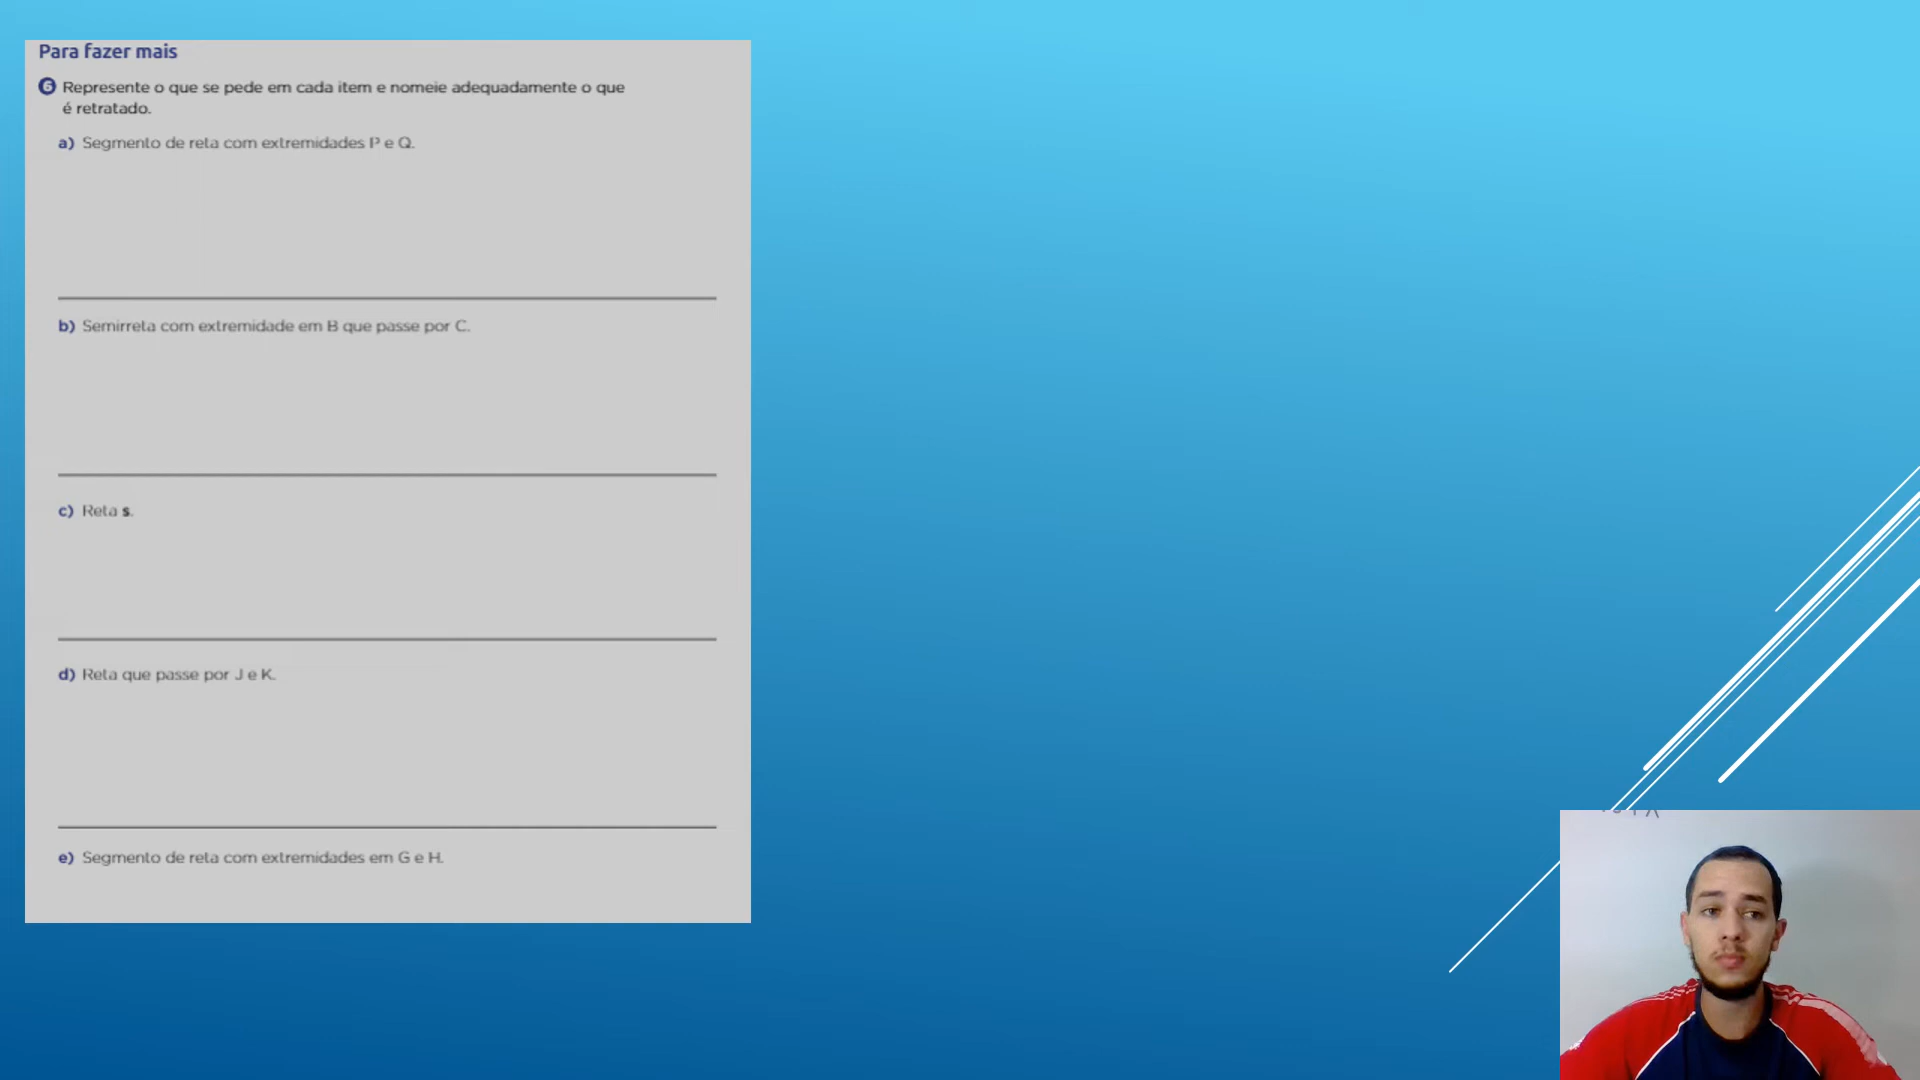 Para fazer mais
6 Represente o que se pede em cada item e nomeie adequadamente o que
é retratado.
a) Segmento de reta com extremidades P e Q.
b) Semirreta com extremidade em B que passe por C.
c) Reta s.
d) Reta que passe por J e K.
e) Segmento de reta com extremidades em G e H.